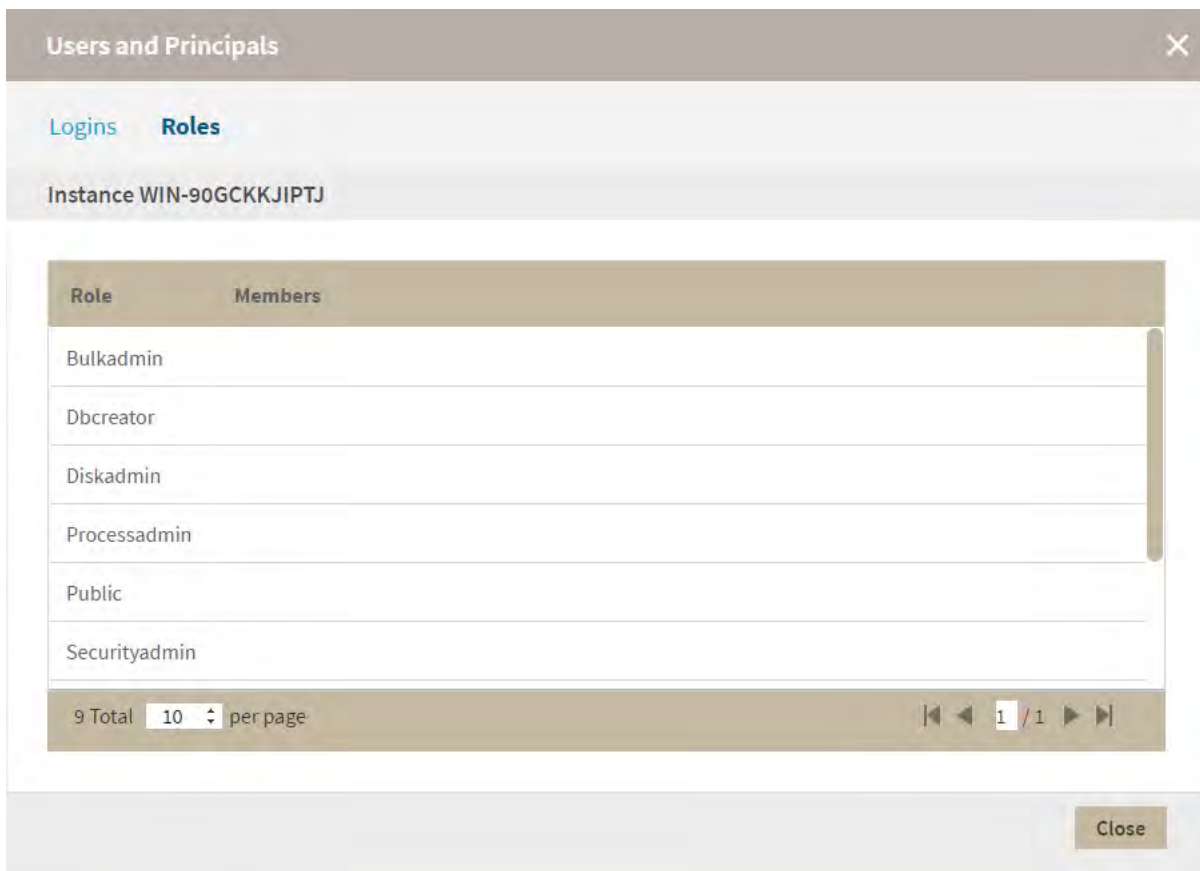 Users and Principals
Logins Roles
Instance WIN-90GCKKJIPTJ
Role Members
Bulkadmin
Dbcreator
Diskadmin
Processadmin
Public
Securityadmin
9 Total 10 per page 1 / 1
Close